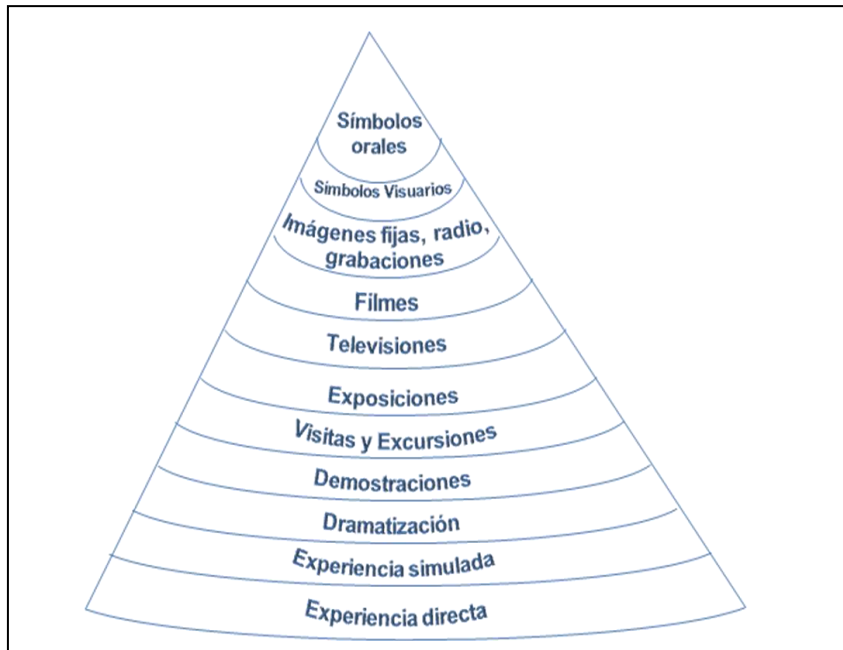 Símbolos
orales
Símbolos Visuarios
Imágenes fijas, radio,
grabaciones
Filmes
Televisiones
Exposiciones
Visitas y Excursiones
Demostraciones
Dramatización
Experiencia simulada
Experiencia directa